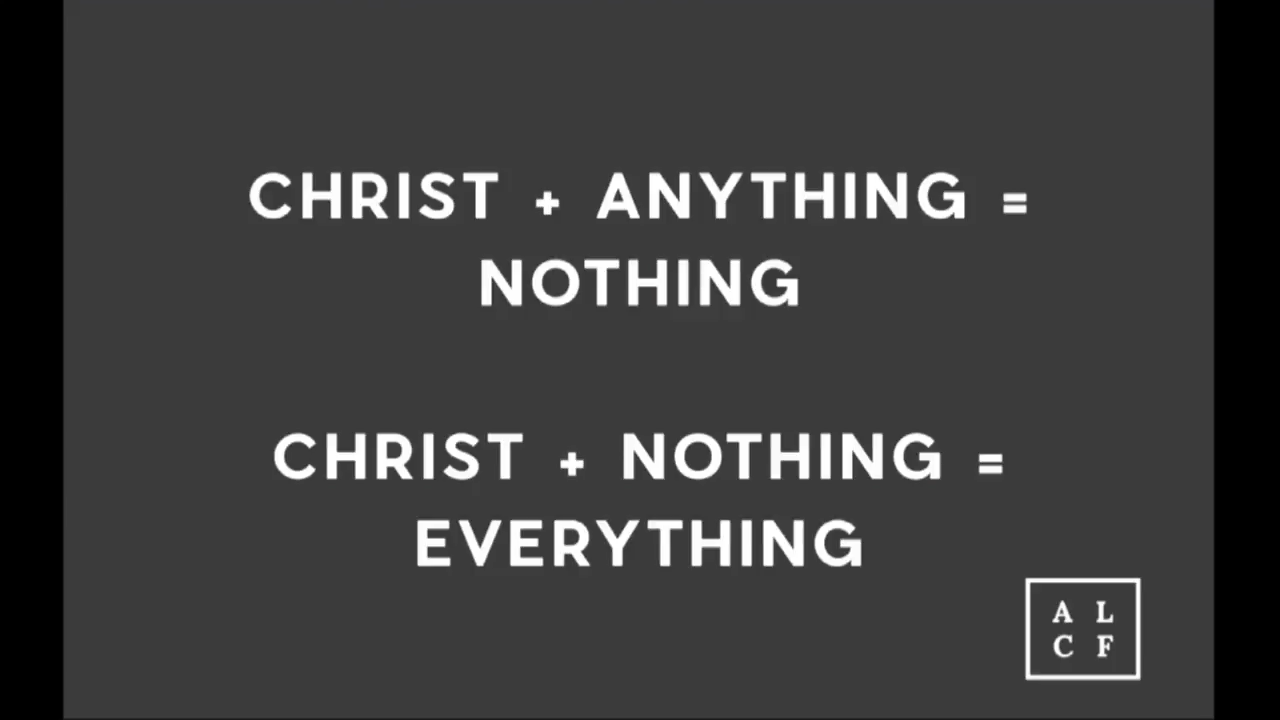 CHRIST + ANYTHING =
NOTHING
CHRIST + NOTHING =
EVERYTHING
A L
C F